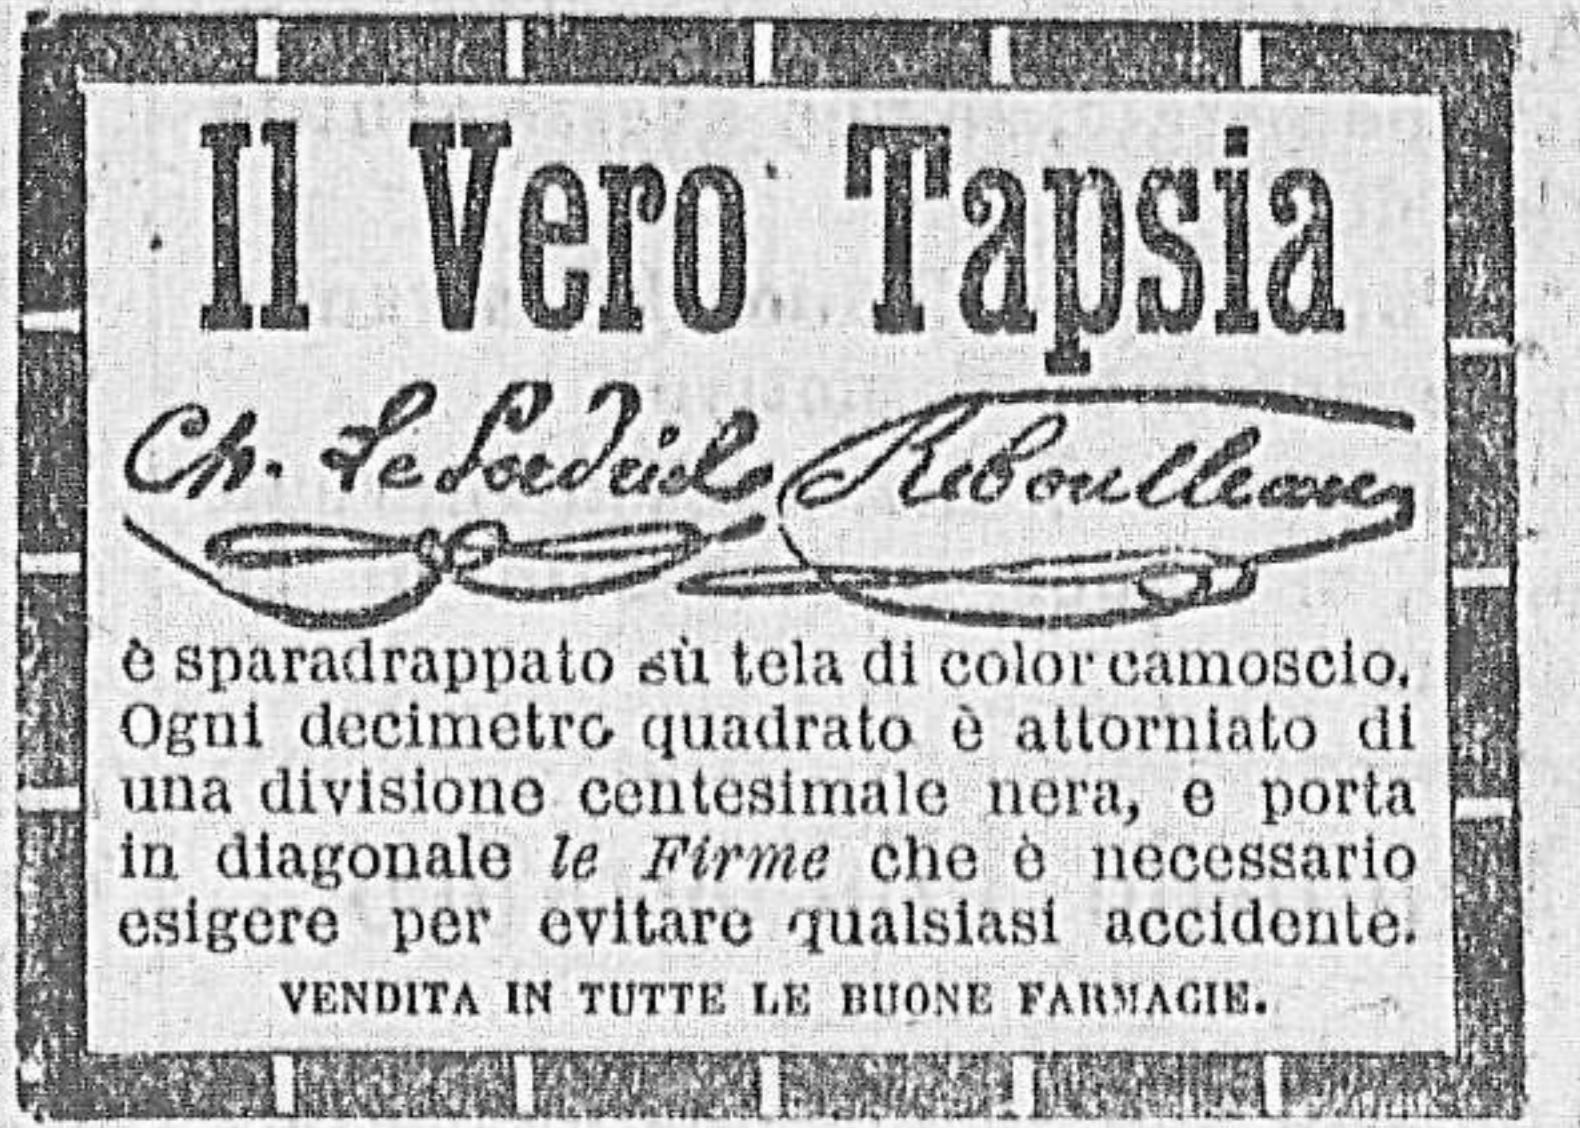 Il Vero Tapsia
Ch. Le Perdriel Reboulleau
è sparadrappato sù tela di color camoscio.
Ogni decimetro quadrato è attorniato di
una divisione centesimale nera, e porta
in diagonale le Firme che è necessario
esigere per evitare qualsiasi accidente.
VENDITA IN TUTTE LE BUONE FARMACIE.